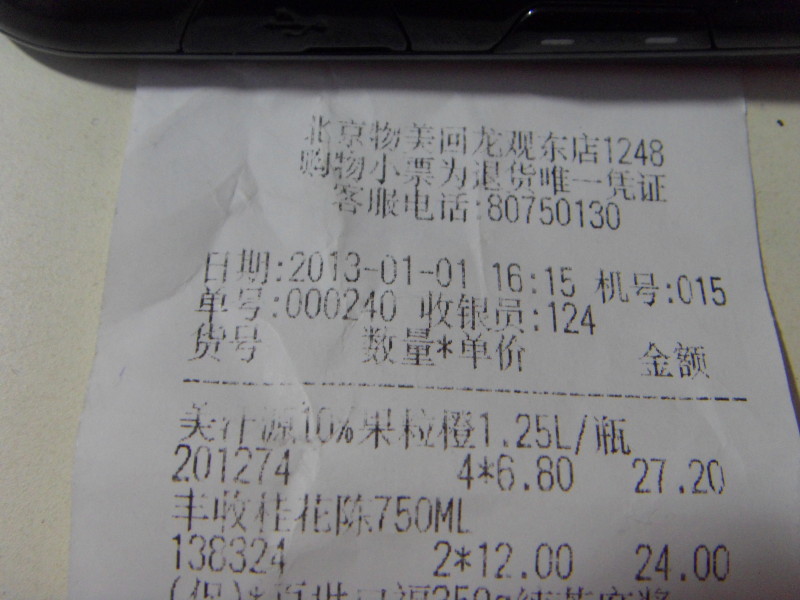 北京物美回龙观东店1248
购物小票为退货唯一凭证
客服电话:80750130
日期:2013-01-01 16:15 机号:015
单号:000240 收银员:124
货号 数量*单价 金额
美汁源10%果粒橙1.25L/瓶
201274 4*6.80 27.20
丰收桂花陈750ML
138324 2*12.00 24.00